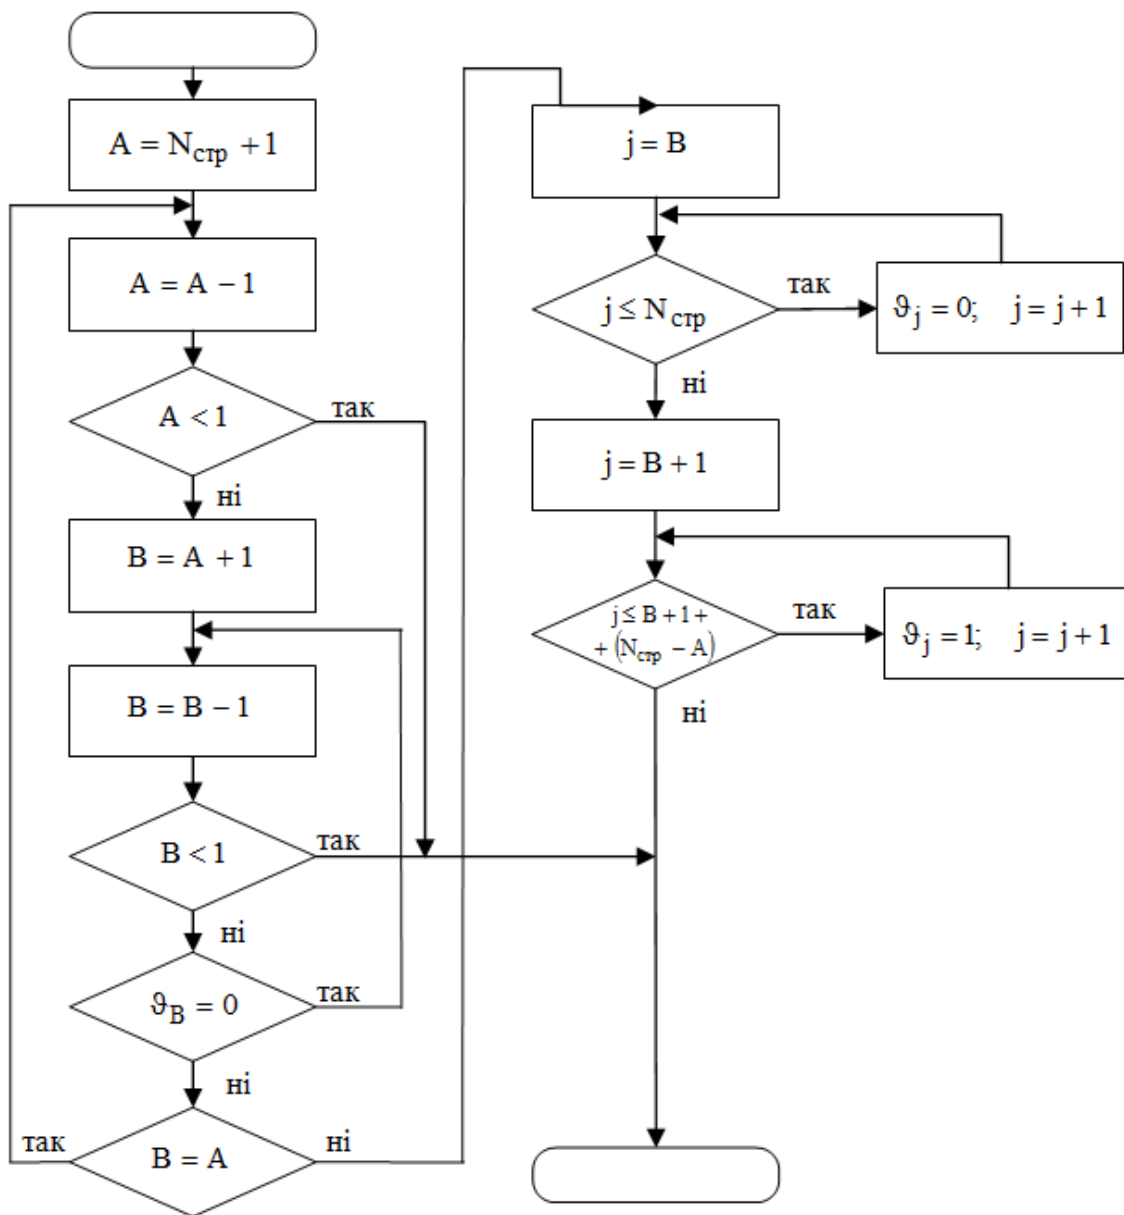 A = Nстр + 1
A = A − 1
A < 1
так
ні
B = A + 1
B = B − 1
B < 1
так
ні
ϑB = 0
так
ні
так
B = A
ні
j = B
j ≤ Nстр
так
ϑj = 0; j = j + 1
ні
j = B + 1
j ≤ B + 1 +
+ (Nстр − A)
так
ϑj = 1; j = j + 1
ні